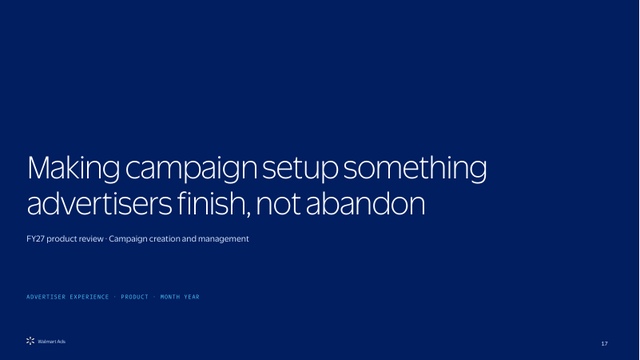 Making campaign setup something
advertisers finish, not abandon
FY27 product review · Campaign creation and management
ADVERTISER EXPERIENCE · PRODUCT · MONTH YEAR
Walmart Ads
17